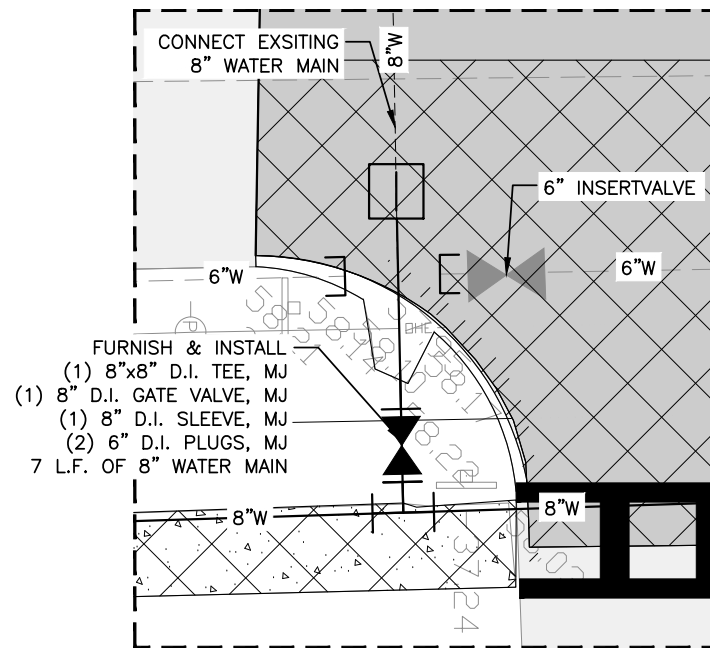 CONNECT EXSITING
8" WATER MAIN
8"W
6" INSERTVALVE
6"W
6"W
FURNISH & INSTALL
(1) 8"x8" D.I. TEE, MJ
(1) 8" D.I. GATE VALVE, MJ
(1) 8" D.I. SLEEVE, MJ
(2) 6" D.I. PLUGS, MJ
7 L.F. OF 8" WATER MAIN
8"W
8"W